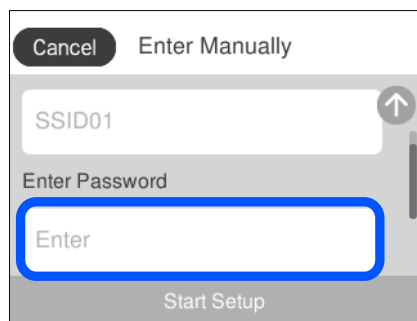 Cancel Enter Manually
SSID01
Enter Password
Enter
Start Setup